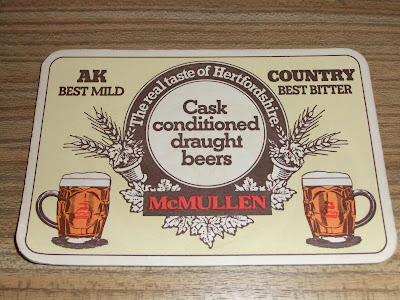 AK
BEST MILD
The real taste of Hertfordshire
COUNTRY
BEST BITTER
Cask
conditioned
draught
beers
McMULLEN